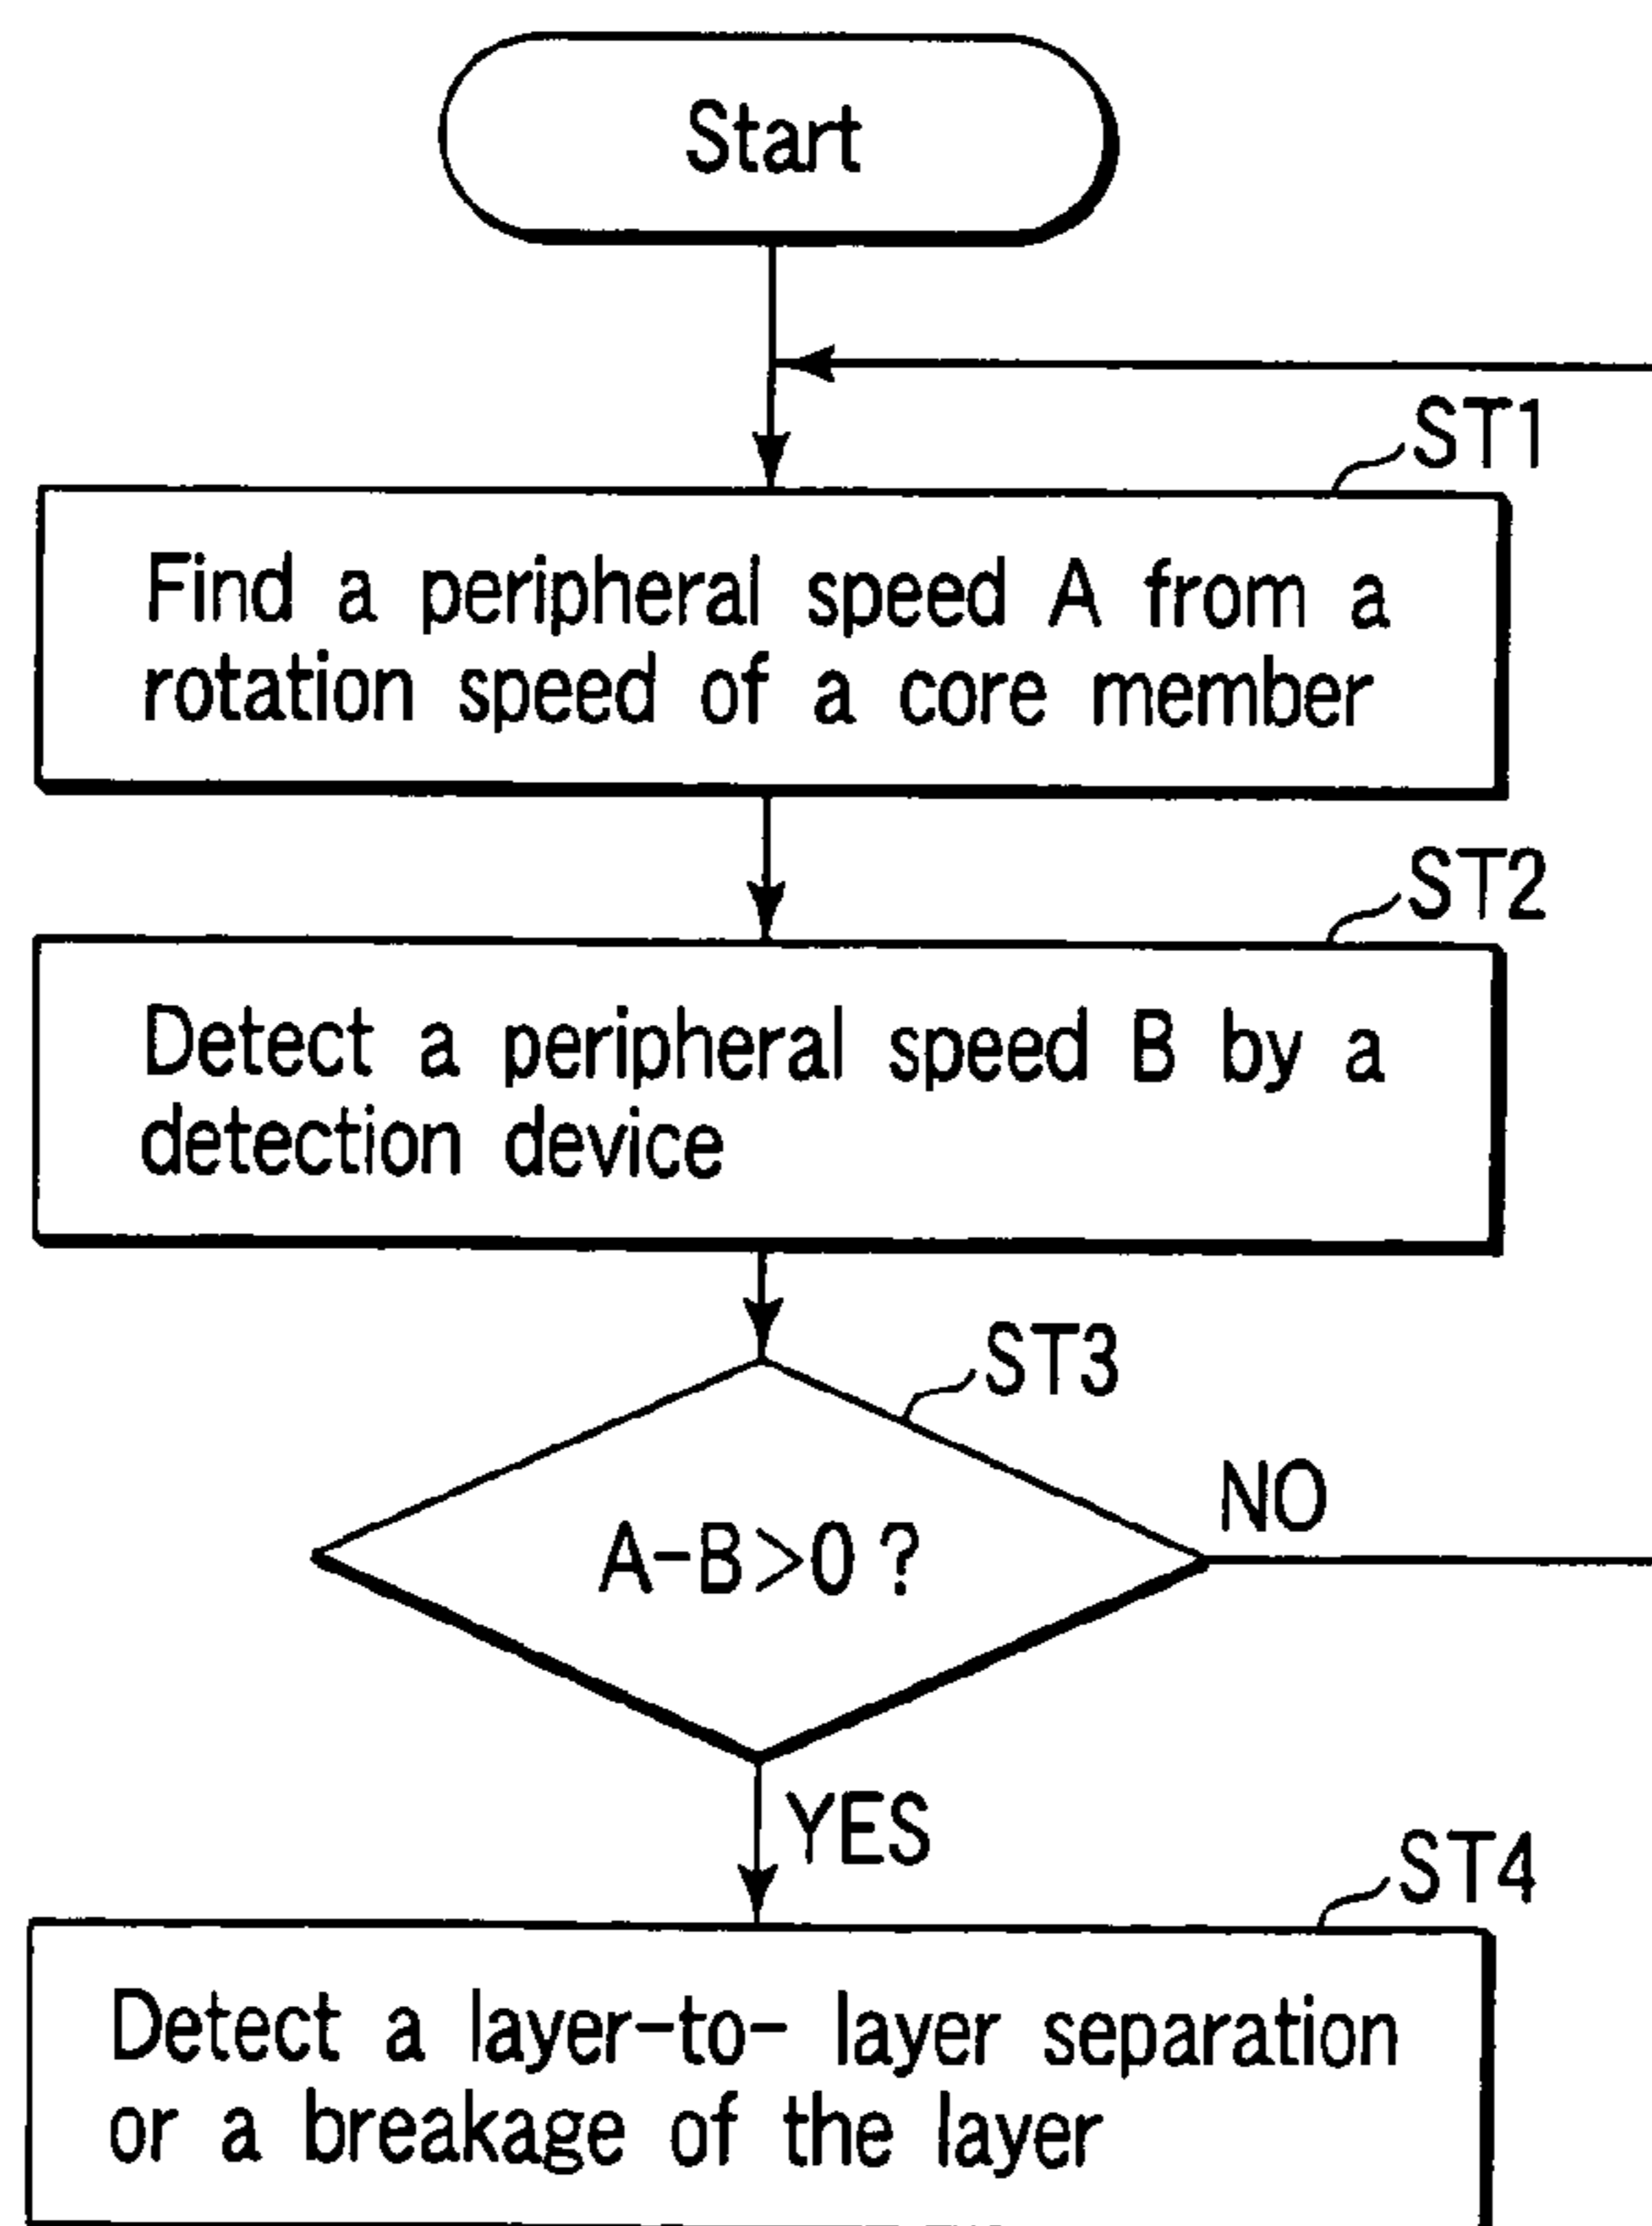 Start
ST1
Find a peripheral speed A from a
rotation speed of a core member
ST2
Detect a peripheral speed B by a
detection device
ST3
A-B>0 ?
NO
YES
ST4
Detect a layer-to- layer separation
or a breakage of the layer